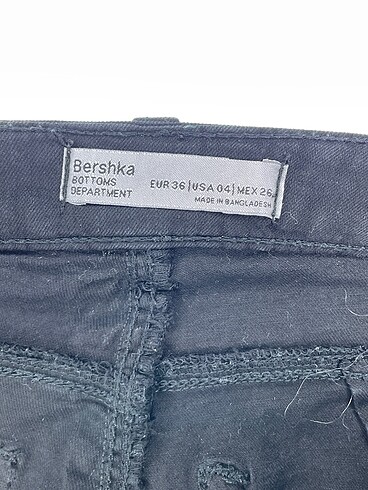 Bershka
BOTTOMS
DEPARTMENT
EUR 36|USA 04|MEX 26
MADE IN BANGLADESH